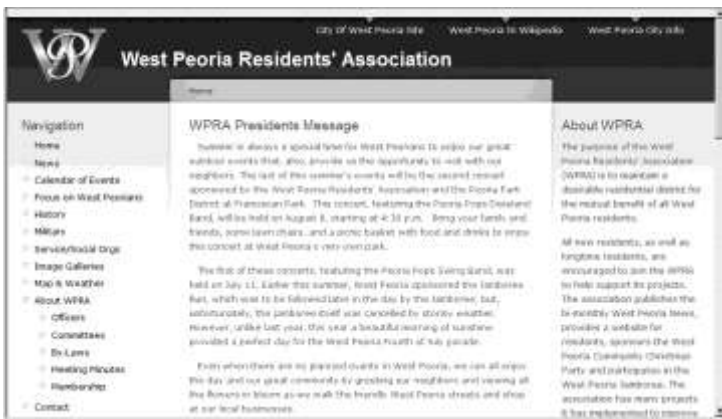 City Of West Peoria Site West Peoria In Wikipedia West Peoria City Info
WP
West Peoria Residents' Association
Home
Navigation
Home
News
Calendar of Events
Focus on West Peorians
History
Military
Service/Social Orgs
Image Galleries
Map & Weather
About WPRA
Officers
Committees
By-Laws
Meeting Minutes
Membership
Contact
WPRA Presidents Message
Summer is always a special time for West Peorians to enjoy our great
outdoor events that, also, provide us the opportunity to visit with our
neighbors. The last of this summer's events will be the second concert
sponsored by the West Peoria Residents' Association and the Peoria Park
District at Franciscan Park. This concert, featuring the Peoria Pops Dixieland
Band, will be held on August 8, starting at 4:30 p.m. Bring your family and
friends, some lawn chairs, and a picnic basket with food and drinks to enjoy
this concert at West Peoria's very own park.
The first of these concerts, featuring the Peoria Pops Swing Band, was
held on July 11. Earlier this summer, West Peoria sponsored the Jamboree
Run, which was to be followed later in the day by the Jamboree, but,
unfortunately, the jamboree itself was cancelled by stormy weather.
However, unlike last year, this year a beautiful morning of sunshine
provided a perfect day for the West Peoria Fourth of July parade.
Even when there are no planned events in West Peoria, we can all enjoy
the day and our great community by greeting our neighbors and viewing all
the flowers in bloom as we walk the friendly West Peoria streets and shop
at our local businesses.
About WPRA
The purpose of the West
Peoria Residents' Association
(WPRA) is to maintain a
desirable residential district for
the mutual benefit of all West
Peoria residents.
All new residents, as well as
longtime residents, are
encouraged to join the WPRA
to help support its projects.
The association publishes the
bi-monthly West Peoria News,
provides a website for
residents, sponsors the West
Peoria Community Christmas
Party and participates in the
West Peoria Jamboree. The
association has many projects
it has implemented to improve